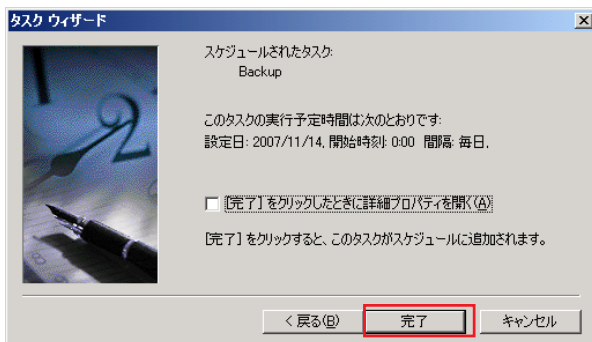 タスク ウィザード
スケジュールされたタスク:
Backup
このタスクの実行予定時間は次のとおりです:
設定日: 2007/11/14, 開始時刻: 0:00 間隔: 毎日,
[完了] をクリックしたときに詳細プロパティを開く(A)
[完了] をクリックすると、このタスクがスケジュールに追加されます。
< 戻る(B)
完了
キャンセル